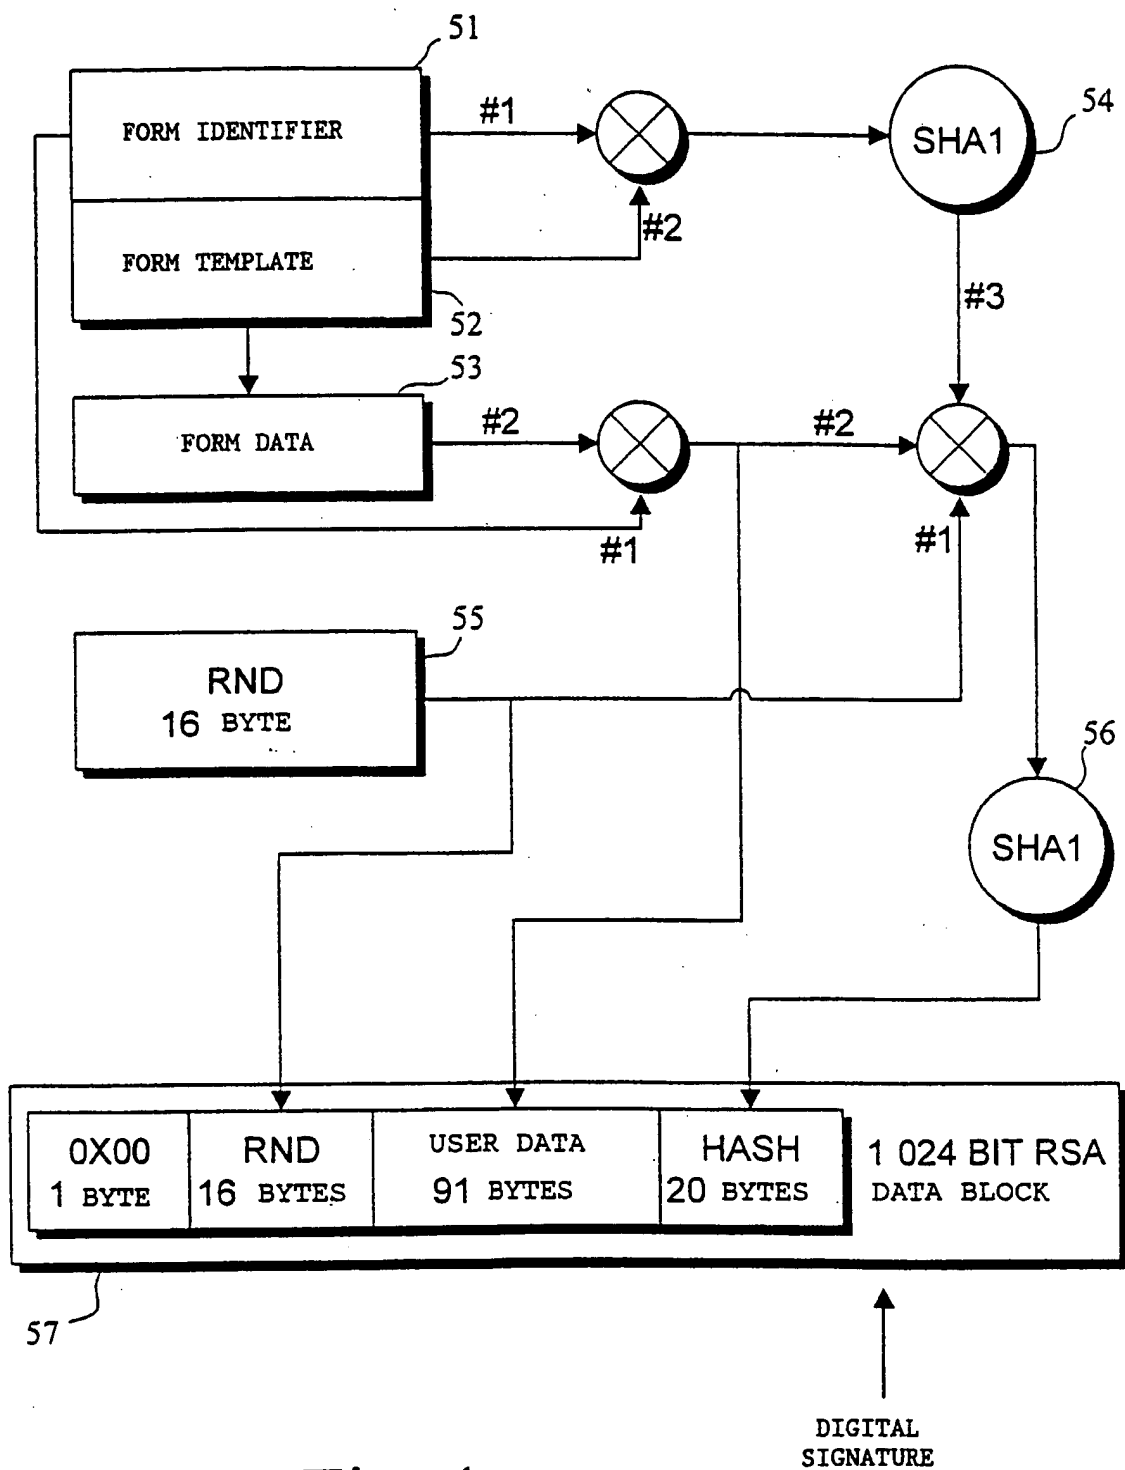 51
FORM IDENTIFIER
#1
SHA1
54
FORM TEMPLATE
#2
52
#3
53
FORM DATA
#2
#2
#1
#1
55
RND
16 BYTE
56
SHA1
0X00
1 BYTE
RND
16 BYTES
USER DATA
91 BYTES
HASH
20 BYTES
1 024 BIT RSA
DATA BLOCK
57
DIGITAL
SIGNATURE